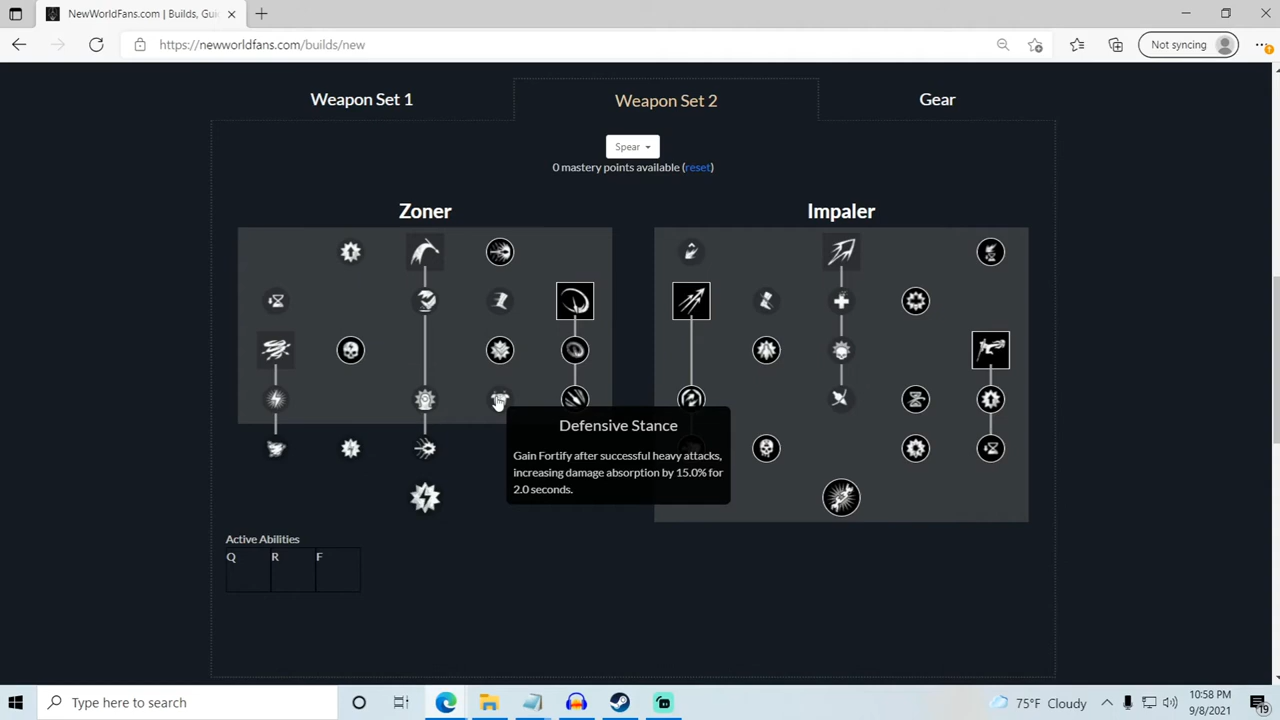 NewWorldFans.com | Builds, Gui
https://newworldfans.com/builds/new
Not syncing
Weapon Set 1
Weapon Set 2
Gear
Spear
0 mastery points available (reset)
Zoner
Impaler
Defensive Stance
Gain Fortify after successful heavy attacks,
increasing damage absorption by 15.0% for
2.0 seconds.
Active Abilities
Q R F
Type here to search
75°F Cloudy
10:58 PM
9/8/2021
19